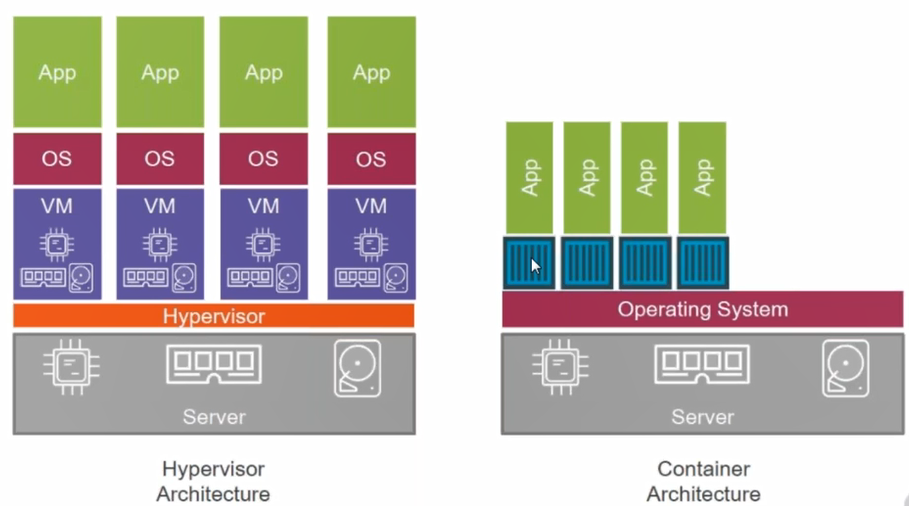 App App App App
OS OS OS OS
VM VM VM VM
Hypervisor
Server
Hypervisor
Architecture
App App App App
Operating System
Server
Container
Architecture